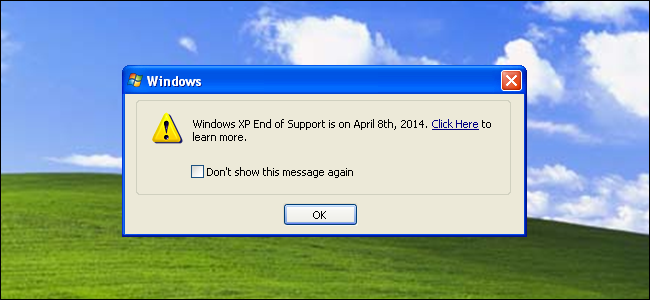 Windows
Windows XP End of Support is on April 8th, 2014. Click Here to
learn more.
Don't show this message again
OK